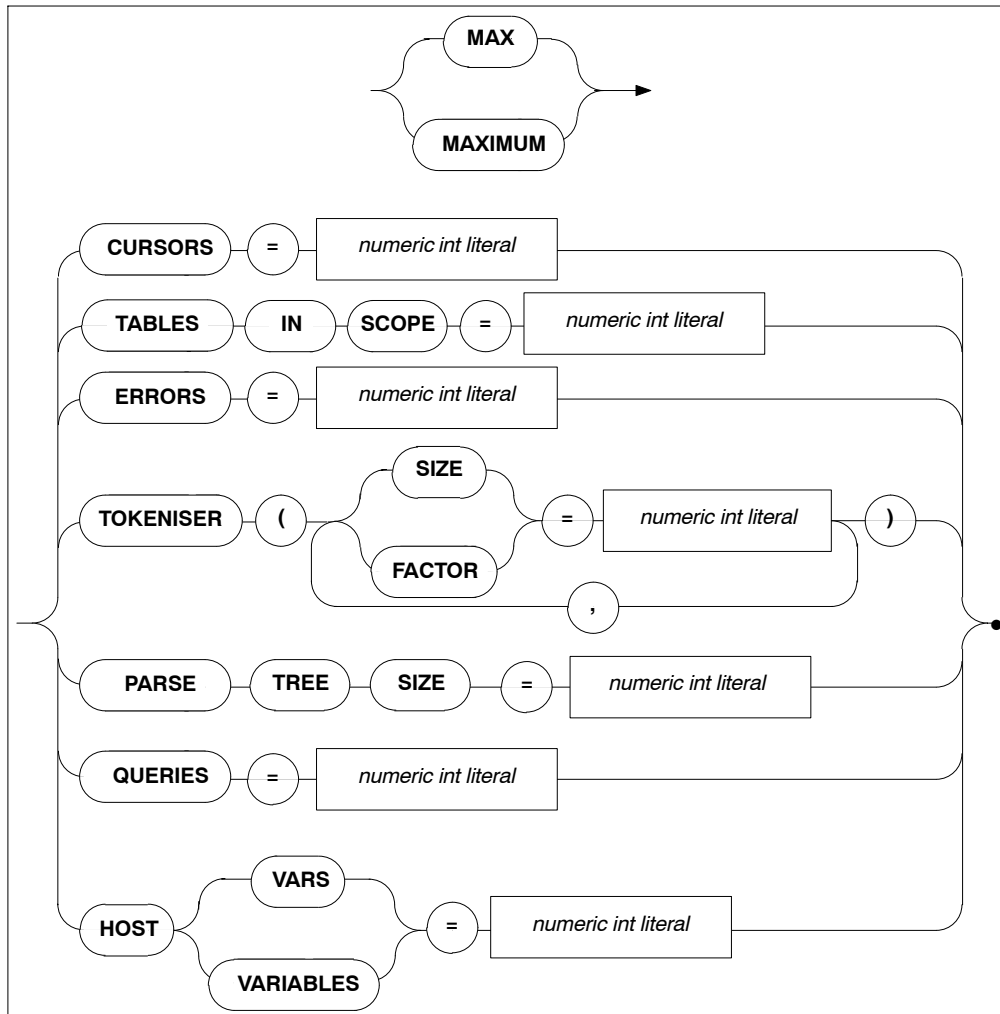 MAX
MAXIMUM
CURSORS = numeric int literal
TABLES IN SCOPE = numeric int literal
ERRORS = numeric int literal
SIZE
TOKENISER ( = numeric int literal )
FACTOR
,
PARSE TREE SIZE = numeric int literal
QUERIES = numeric int literal
VARS
HOST = numeric int literal
VARIABLES